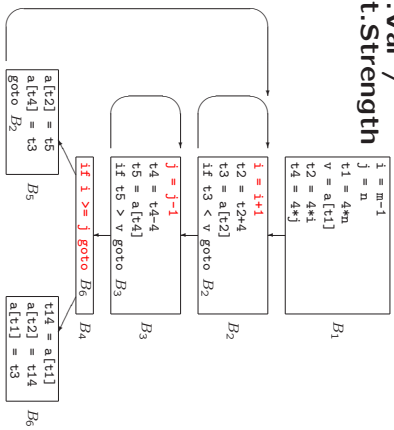 .Var /
t.Strength
i = m-1
j = n
t1 = 4*n
v = a[t1]
t2 = 4*i
t4 = 4*j
B1
i = i+1
t2 = t2+4
t3 = a[t2]
if t3 < v goto B2
B2
j = j-1
t4 = t4-4
t5 = a[t4]
if t5 > v goto B3
B3
if i >= j goto B6
B4
a[t2] = t5
a[t4] = t3
goto B2
B5
t14 = a[t1]
a[t2] = t14
a[t1] = t3
B6